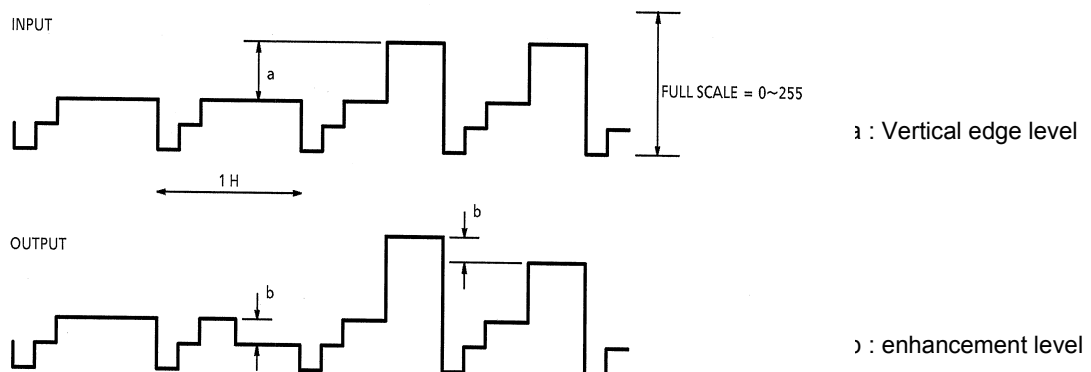 INPUT
a
FULL SCALE = 0~255
a : Vertical edge level
1 H
b
OUTPUT
b
: enhancement level